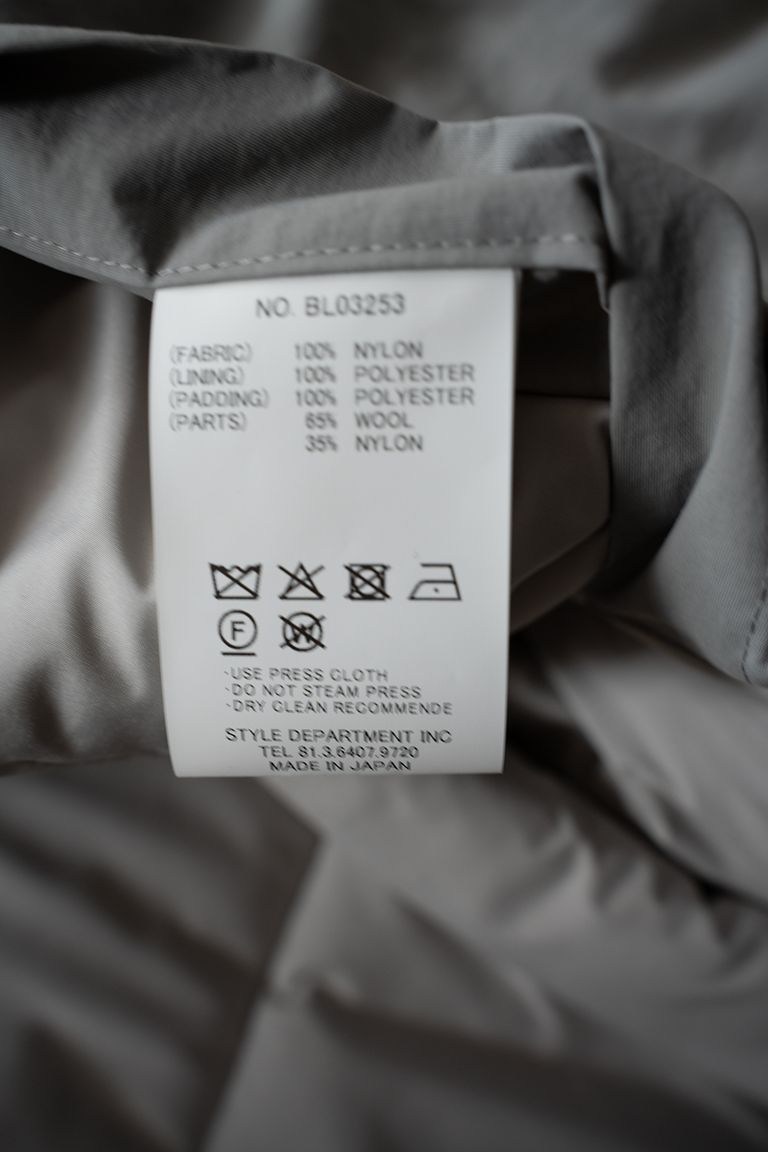 NO. BL03253
(FABRIC) 100% NYLON
(LINING) 100% POLYESTER
(PADDING) 100% POLYESTER
(PARTS) 65% WOOL
35% NYLON
F W
·USE PRESS CLOTH
·DO NOT STEAM PRESS
·DRY CLEAN RECOMMENDE
STYLE DEPARTMENT INC
TEL 81.3.6407.9720
MADE IN JAPAN